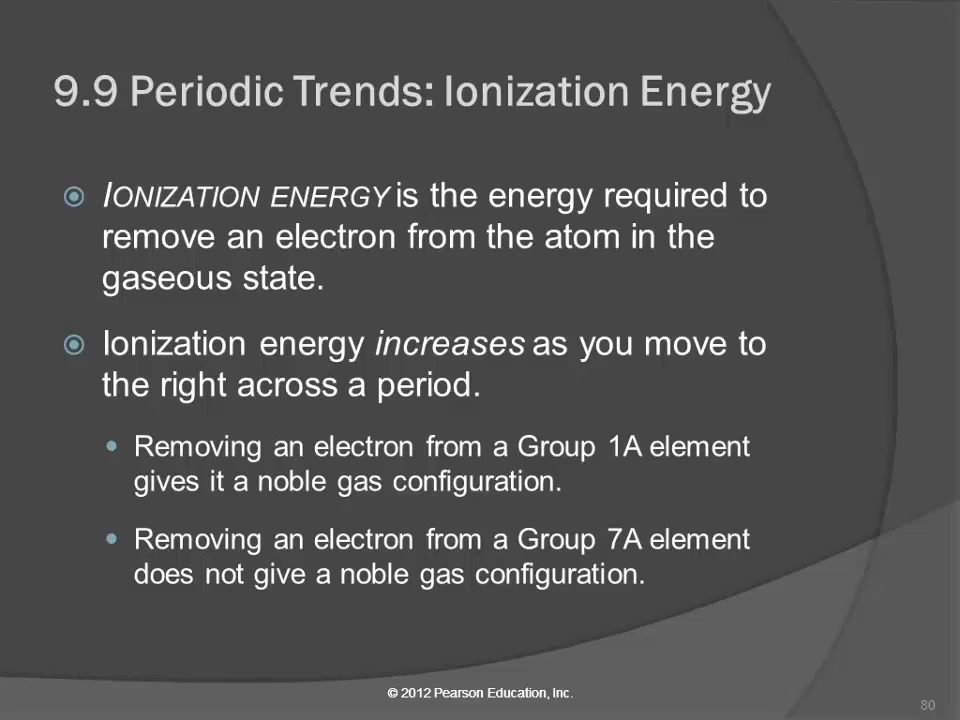 9.9 Periodic Trends: Ionization Energy
IONIZATION ENERGY is the energy required to
remove an electron from the atom in the
gaseous state.
Ionization energy increases as you move to
the right across a period.
Removing an electron from a Group 1A element
gives it a noble gas configuration.
Removing an electron from a Group 7A element
does not give a noble gas configuration.
© 2012 Pearson Education, Inc.
80